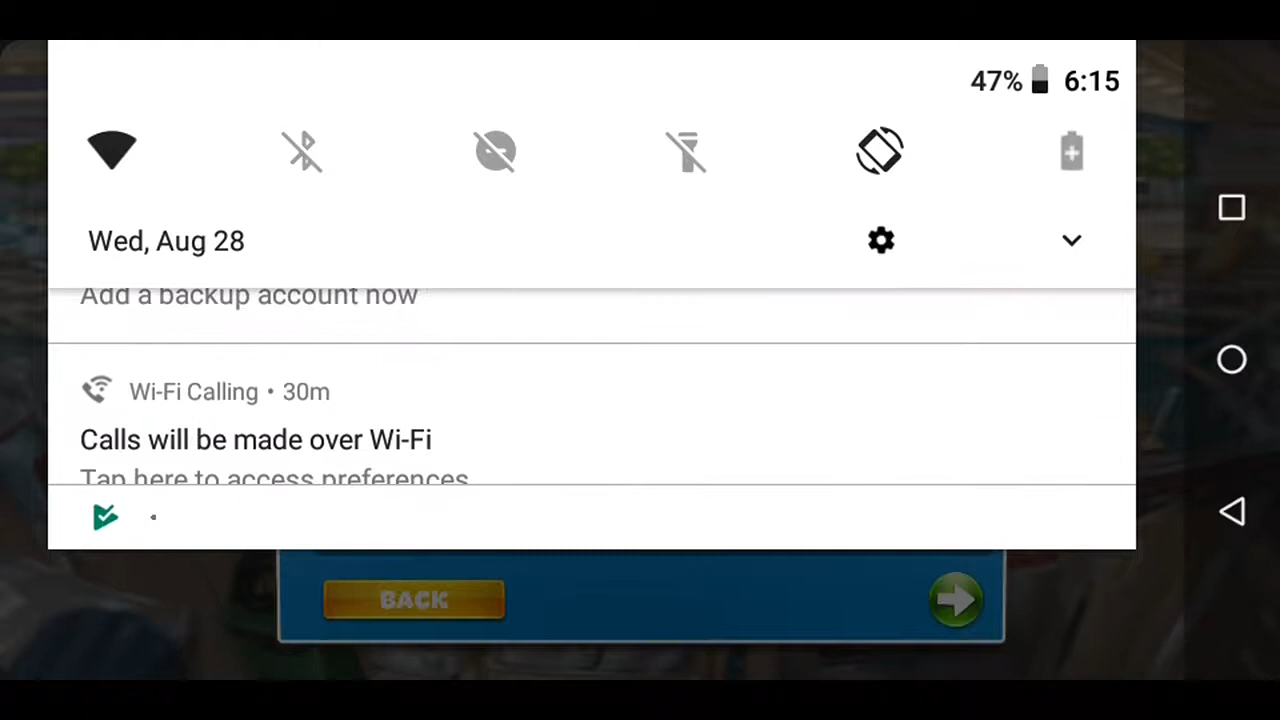 47% 6:15
Wed, Aug 28
Add a backup account now
Wi-Fi Calling • 30m
Calls will be made over Wi-Fi
Tap here to access preferences
BACK